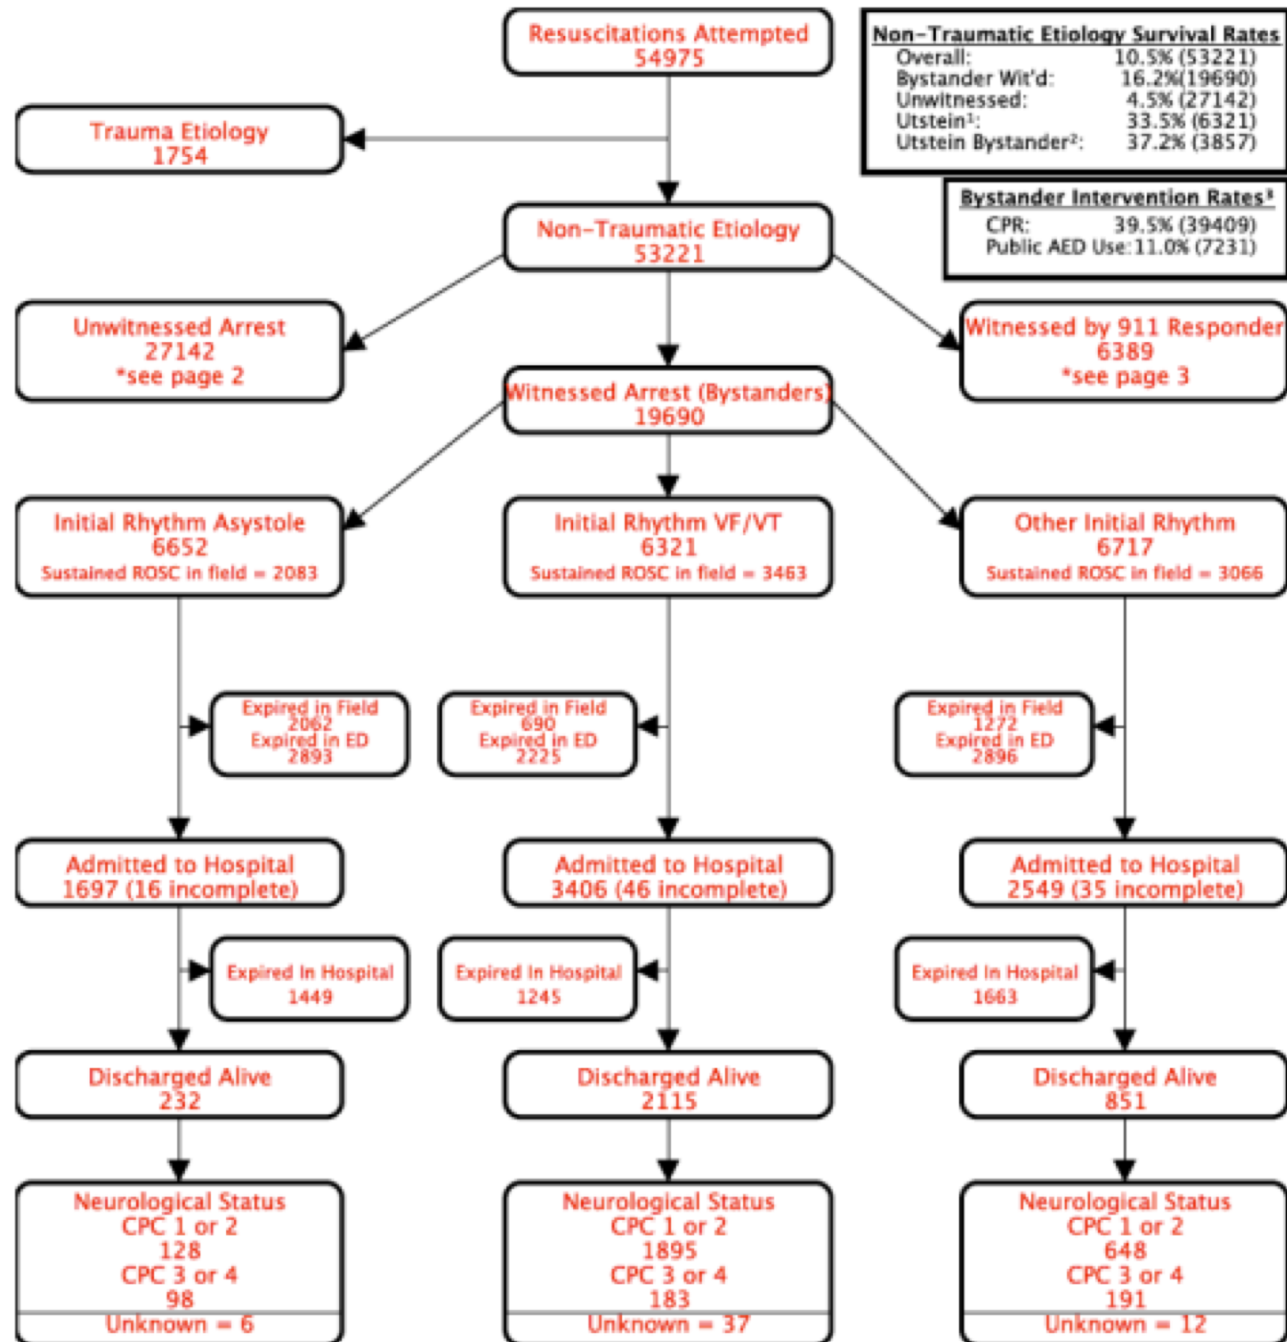 Resuscitations Attempted
54975
Non-Traumatic Etiology Survival Rates
Overall: 10.5% (53221)
Bystander Wit'd: 16.2%(19690)
Unwitnessed: 4.5% (27142)
Utstein¹: 33.5% (6321)
Utstein Bystander²: 37.2% (3857)
Bystander Intervention Rates³
CPR: 39.5% (39409)
Public AED Use: 11.0% (7231)
Trauma Etiology
1754
Non-Traumatic Etiology
53221
Unwitnessed Arrest
27142
*see page 2
Witnessed by 911 Responder
6389
*see page 3
Witnessed Arrest (Bystanders)
19690
Initial Rhythm Asystole
6652
Sustained ROSC in field = 2083
Initial Rhythm VF/VT
6321
Sustained ROSC in field = 3463
Other Initial Rhythm
6717
Sustained ROSC in field = 3066
Expired in Field
2062
Expired in ED
2893
Expired in Field
690
Expired in ED
2225
Expired in Field
1272
Expired in ED
2896
Admitted to Hospital
1697 (16 incomplete)
Admitted to Hospital
3406 (46 incomplete)
Admitted to Hospital
2549 (35 incomplete)
Expired In Hospital
1449
Expired In Hospital
1245
Expired In Hospital
1663
Discharged Alive
232
Discharged Alive
2115
Discharged Alive
851
Neurological Status
CPC 1 or 2
128
CPC 3 or 4
98
Unknown = 6
Neurological Status
CPC 1 or 2
1895
CPC 3 or 4
183
Unknown = 37
Neurological Status
CPC 1 or 2
648
CPC 3 or 4
191
Unknown = 12